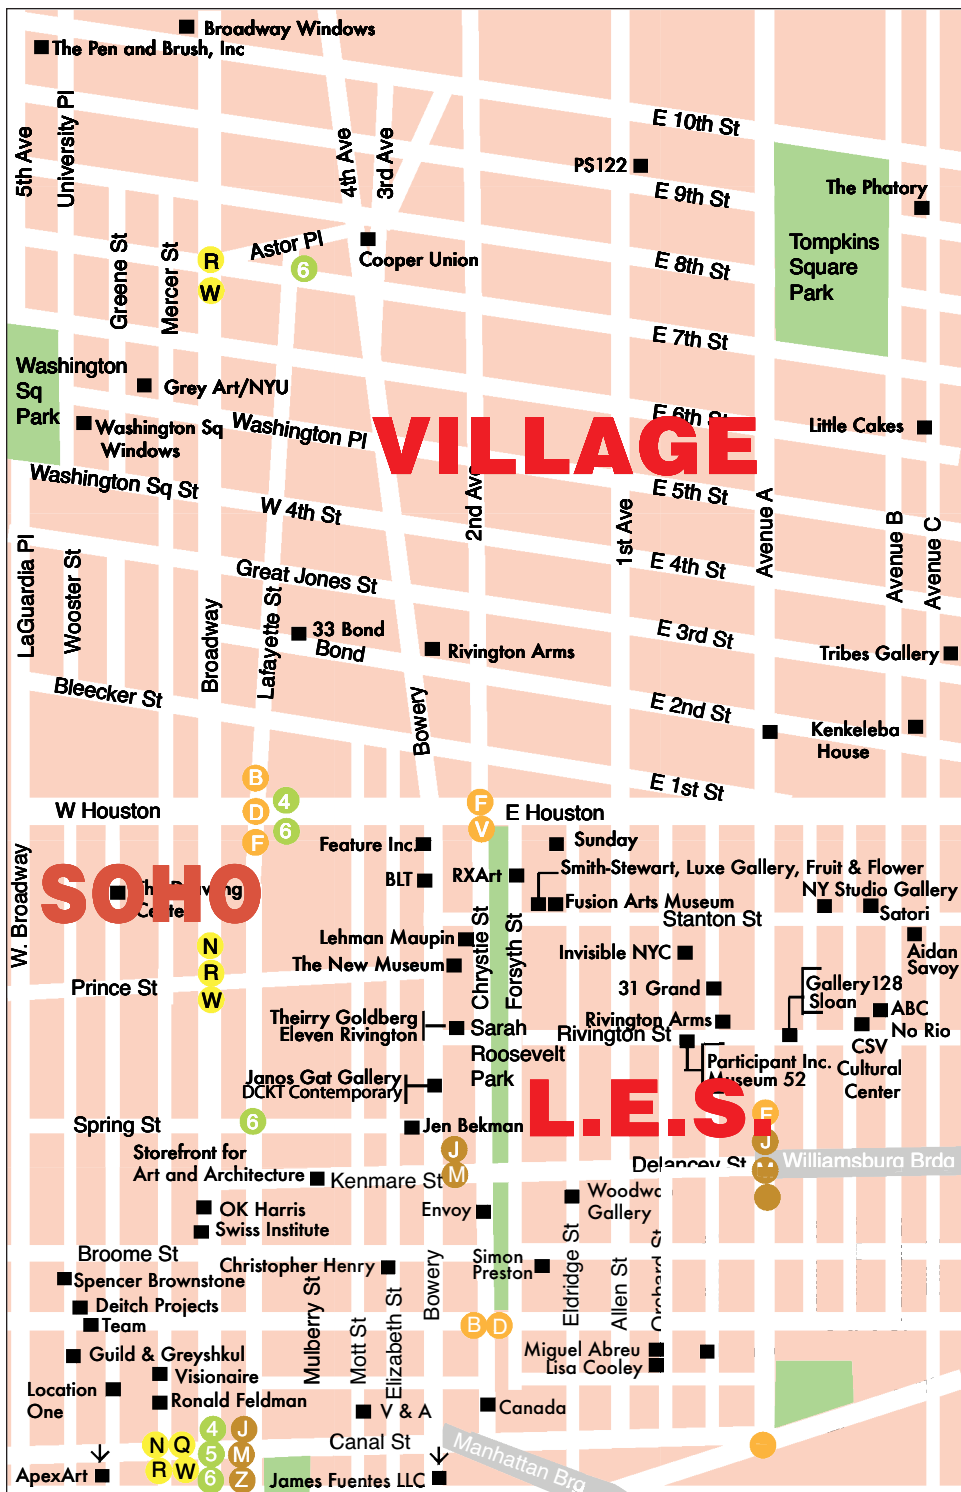 Broadway Windows
The Pen and Brush, Inc
5th Ave
University Pl
4th Ave
3rd Ave
E 10th St
PS122
E 9th St
The Phatory
Greene St
Mercer St
R
W
Astor Pl
6
Cooper Union
E 8th St
Tompkins
Square
Park
E 7th St
Washington
Sq
Park
Grey Art/NYU
Washington Sq
Windows
Washington Pl
VILLAGE
E 6th St
Little Cakes
Washington Sq St
W 4th St
2nd Ave
E 5th St
1st Ave
Avenue A
Avenue B
Avenue C
LaGuardia Pl
Wooster St
Great Jones St
E 4th St
Broadway
Lafayette St
33 Bond
Bond
Rivington Arms
E 3rd St
Tribes Gallery
Bleecker St
Bowery
E 2nd St
Kenkeleba
House
E 1st St
B
D
F
4
6
F
V
W Houston
E Houston
W. Broadway
SOHO
The Drawing
Center
Feature Inc.
BLT
RXArt
Sunday
Smith-Stewart, Luxe Gallery, Fruit & Flower
NY Studio Gallery
Fusion Arts Museum
Satori
Stanton St
Chrystie St
Forsyth St
Lehman Maupin
The New Museum
Invisible NYC
Aidan
Savoy
N
R
W
Prince St
31 Grand
Gallery128
Sloan
ABC
No Rio
Theirry Goldberg
Eleven Rivington
Sarah
Roosevelt
Park
Rivington Arms
Rivington St
CSV
Cultural
Center
Participant Inc.
Museum 52
Janos Gat Gallery
DCKT Contemporary
L.E.S.
F
J
M
Spring St
6
Jen Bekman
J
M
Storefront for
Art and Architecture
Kenmare St
Delancey St
Williamsburg Brdg
OK Harris
Swiss Institute
Envoy
Woodwa
Gallery
Broome St
Christopher Henry
Simon
Preston
Spencer Brownstone
Deitch Projects
Team
Mulberry St
Mott St
Elizabeth St
Bowery
Eldridge St
Allen St
Orchard St
B
D
Guild & Greyshkul
Visionaire
Ronald Feldman
Location
One
Miguel Abreu
Lisa Cooley
V & A
Canada
N
Q
R
W
4
5
6
J
M
Z
Canal St
Manhattan Brg
ApexArt
James Fuentes LLC